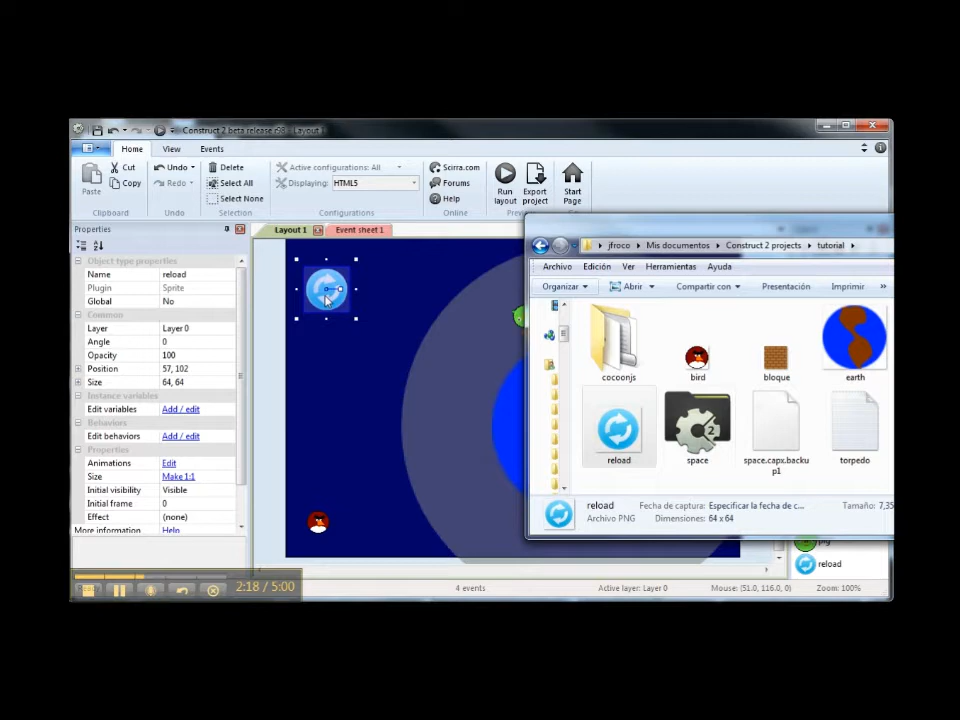 Construct 2 beta release r98 - Layout 1
Home View Events
Paste
Cut
Copy
Clipboard
Undo
Redo
Undo
Delete
Select All
Select None
Selection
Active configurations: All
Displaying: HTML5
Configurations
Scirra.com
Forums
Help
Online
Run layout
Export project
Start Page
Properties
Object type properties
Name reload
Plugin Sprite
Global No
Common
Layer Layer 0
Angle 0
Opacity 100
Position 57, 102
Size 64, 64
Instance variables
Edit variables Add / edit
Behaviors
Edit behaviors Add / edit
Properties
Animations Edit
Size Make 1:1
Initial visibility Visible
Initial frame 0
Effect (none)
More information Help
Layout 1 Event sheet 1
jfroco Mis documentos Construct 2 projects tutorial
Archivo Edición Ver Herramientas Ayuda
Organizar Abrir Compartir con Presentación Imprimir »
cocoonjs bird bloque earth
reload space space.capx.backup1 torpedo
reload Fecha de captura: Especificar la fecha de c... Tamaño: 7,35
Archivo PNG Dimensiones: 64 x 64
reload
2:18 / 5:00
4 events Active layer: Layer 0 Mouse: (51.0, 116.0, 0) Zoom: 100%